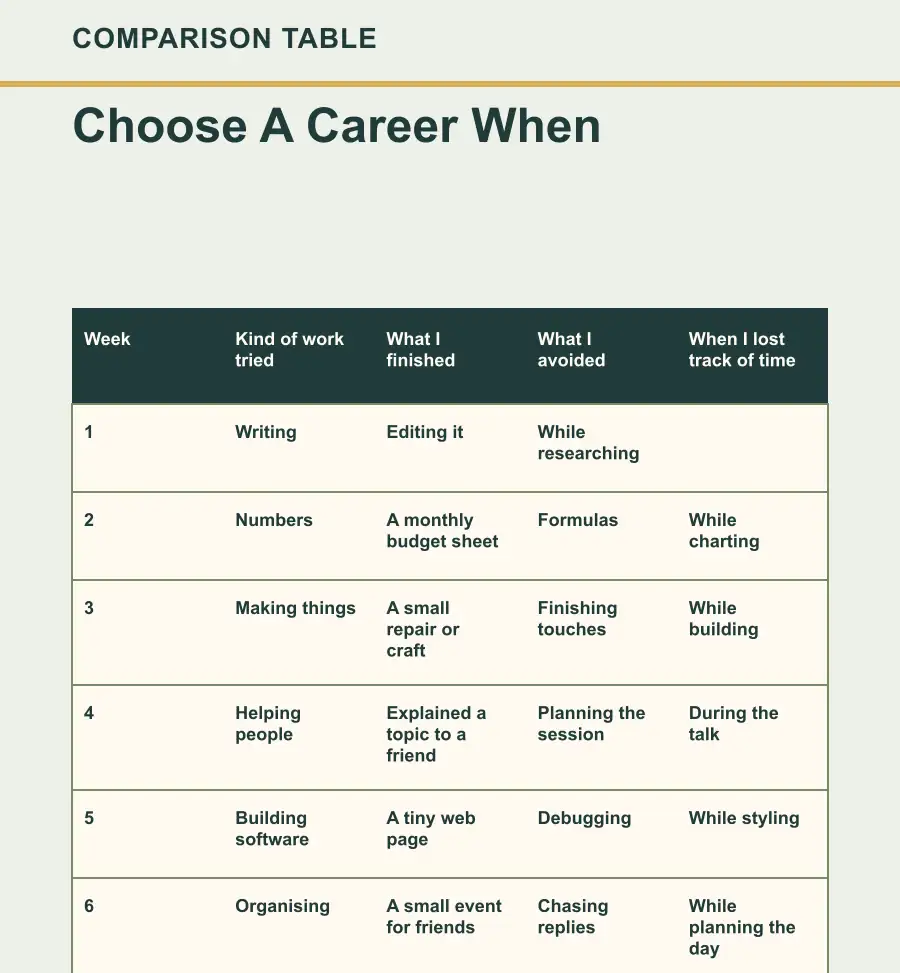 COMPARISON TABLE
Choose A Career When
Week
Kind of work
tried
What I
finished
What I
avoided
When I lost
track of time
1
Writing
Editing it
While
researching
2
Numbers
A monthly
budget sheet
Formulas
While
charting
3
Making things
A small
repair or
craft
Finishing
touches
While
building
4
Helping
people
Explained a
topic to a
friend
Planning the
session
During the
talk
5
Building
software
A tiny web
page
Debugging
While styling
6
Organising
A small event
for friends
Chasing
replies
While
planning the
day